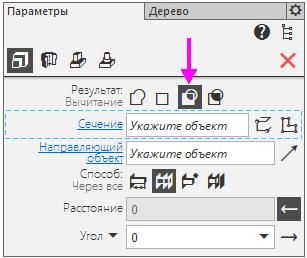 Параметры Дерево
?
Результат:
Вычитание
Сечение Укажите объект
Направляющий
объект Укажите объект
Способ:
Через все
Расстояние 0
Угол 0